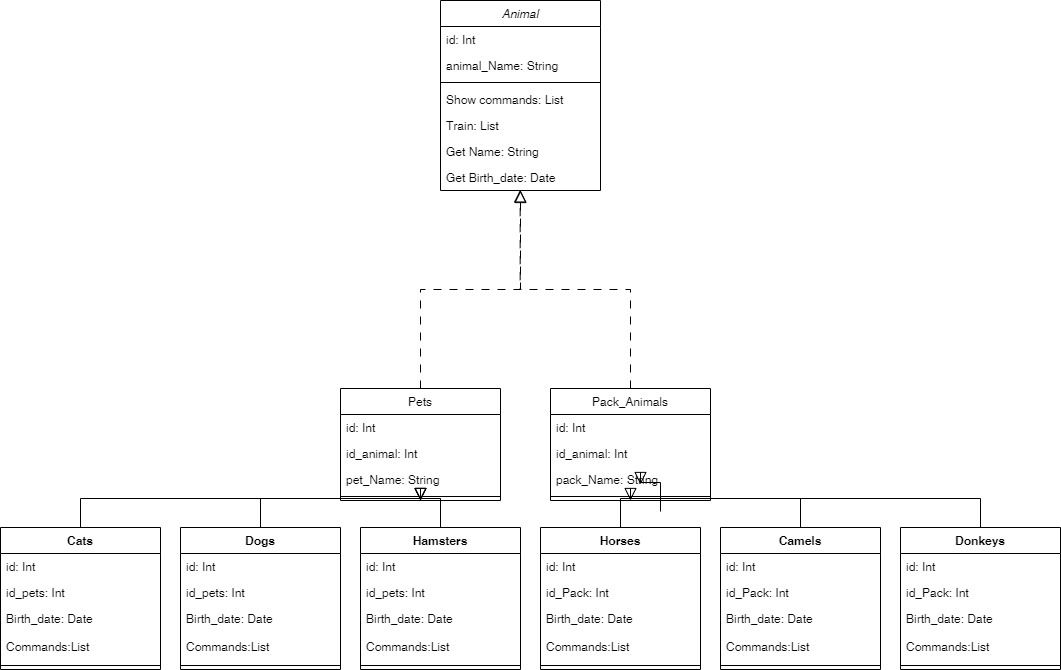 Animal
id: Int
animal_Name: String
Show commands: List
Train: List
Get Name: String
Get Birth_date: Date
Pets
id: Int
id_animal: Int
pet_Name: String
Pack_Animals
id: Int
id_animal: Int
pack_Name: String
Cats
id: Int
id_pets: Int
Birth_date: Date
Commands:List
Dogs
id: Int
id_pets: Int
Birth_date: Date
Commands:List
Hamsters
id: Int
id_pets: Int
Birth_date: Date
Commands:List
Horses
id: Int
id_Pack: Int
Birth_date: Date
Commands:List
Camels
id: Int
id_Pack: Int
Birth_date: Date
Commands:List
Donkeys
id: Int
id_Pack: Int
Birth_date: Date
Commands:List